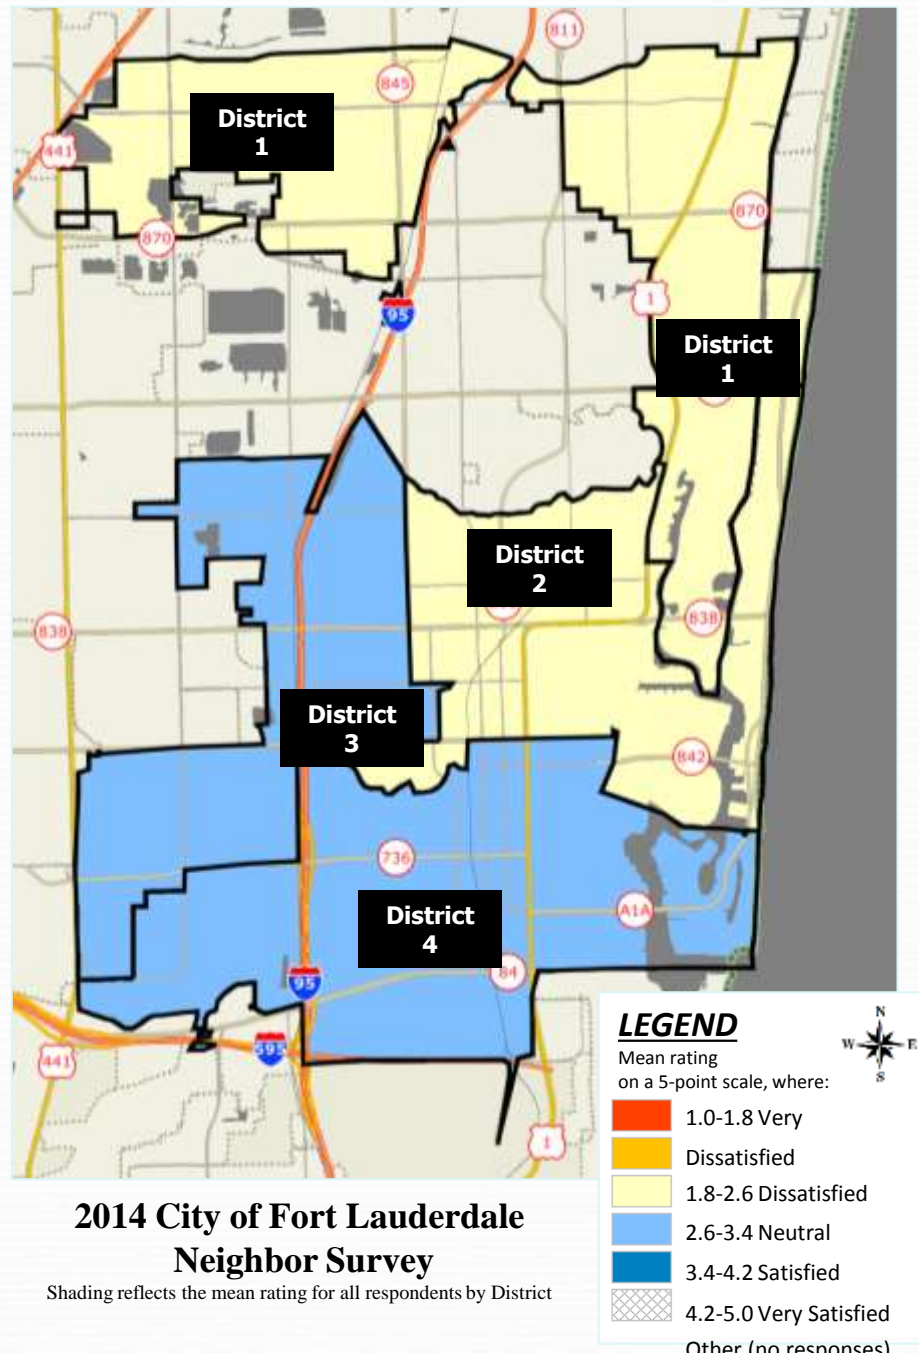 811
845
District
1
441
870
870
95
1
District
1
District
2
838
838
District
3
842
736
District
4
A1A
84
95
595
441
1
LEGEND
Mean rating
on a 5-point scale, where:
1.0-1.8 Very
Dissatisfied
1.8-2.6 Dissatisfied
2.6-3.4 Neutral
3.4-4.2 Satisfied
4.2-5.0 Very Satisfied
Other (no responses)
N
W E
S
2014 City of Fort Lauderdale
Neighbor Survey
Shading reflects the mean rating for all respondents by District